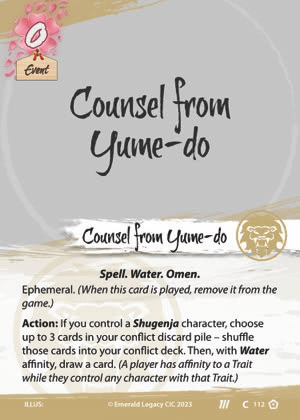 Event
Counsel from
Yume-do
Counsel from Yume-do
Spell. Water. Omen.
Ephemeral. (When this card is played, remove it from the
game.)
Action: If you control a Shugenja character, choose
up to 3 cards in your conflict discard pile – shuffle
those cards into your conflict deck. Then, with Water
affinity, draw a card. (A player has affinity to a Trait
while they control any character with that Trait.)
ILLUS:
© Emerald Legacy CIC 2023
C 112